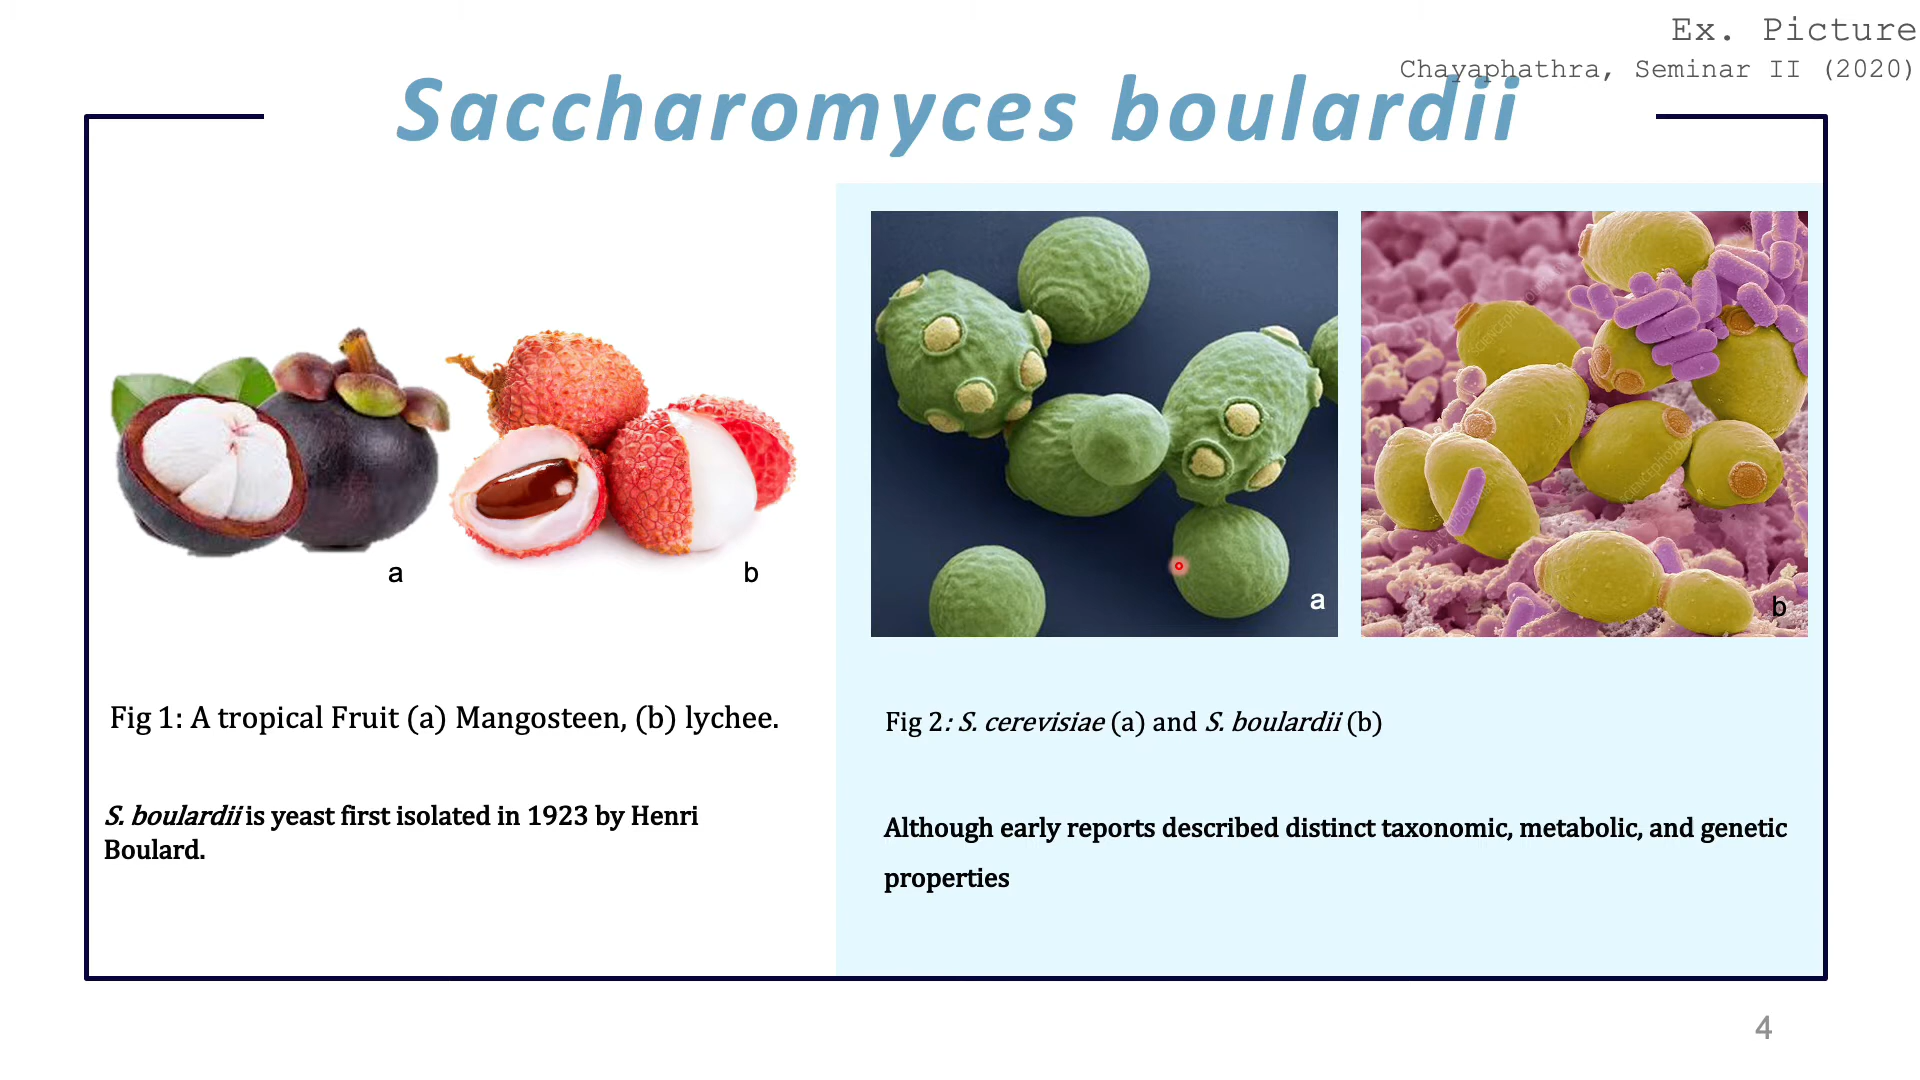 Ex. Picture
Chayaphathra, Seminar II (2020)
Saccharomyces boulardii
a
b
a
b
Fig 1: A tropical Fruit (a) Mangosteen, (b) lychee.
Fig 2: S. cerevisiae (a) and S. boulardii (b)
S. boulardii is yeast first isolated in 1923 by Henri
Boulard.
Although early reports described distinct taxonomic, metabolic, and genetic
properties
4